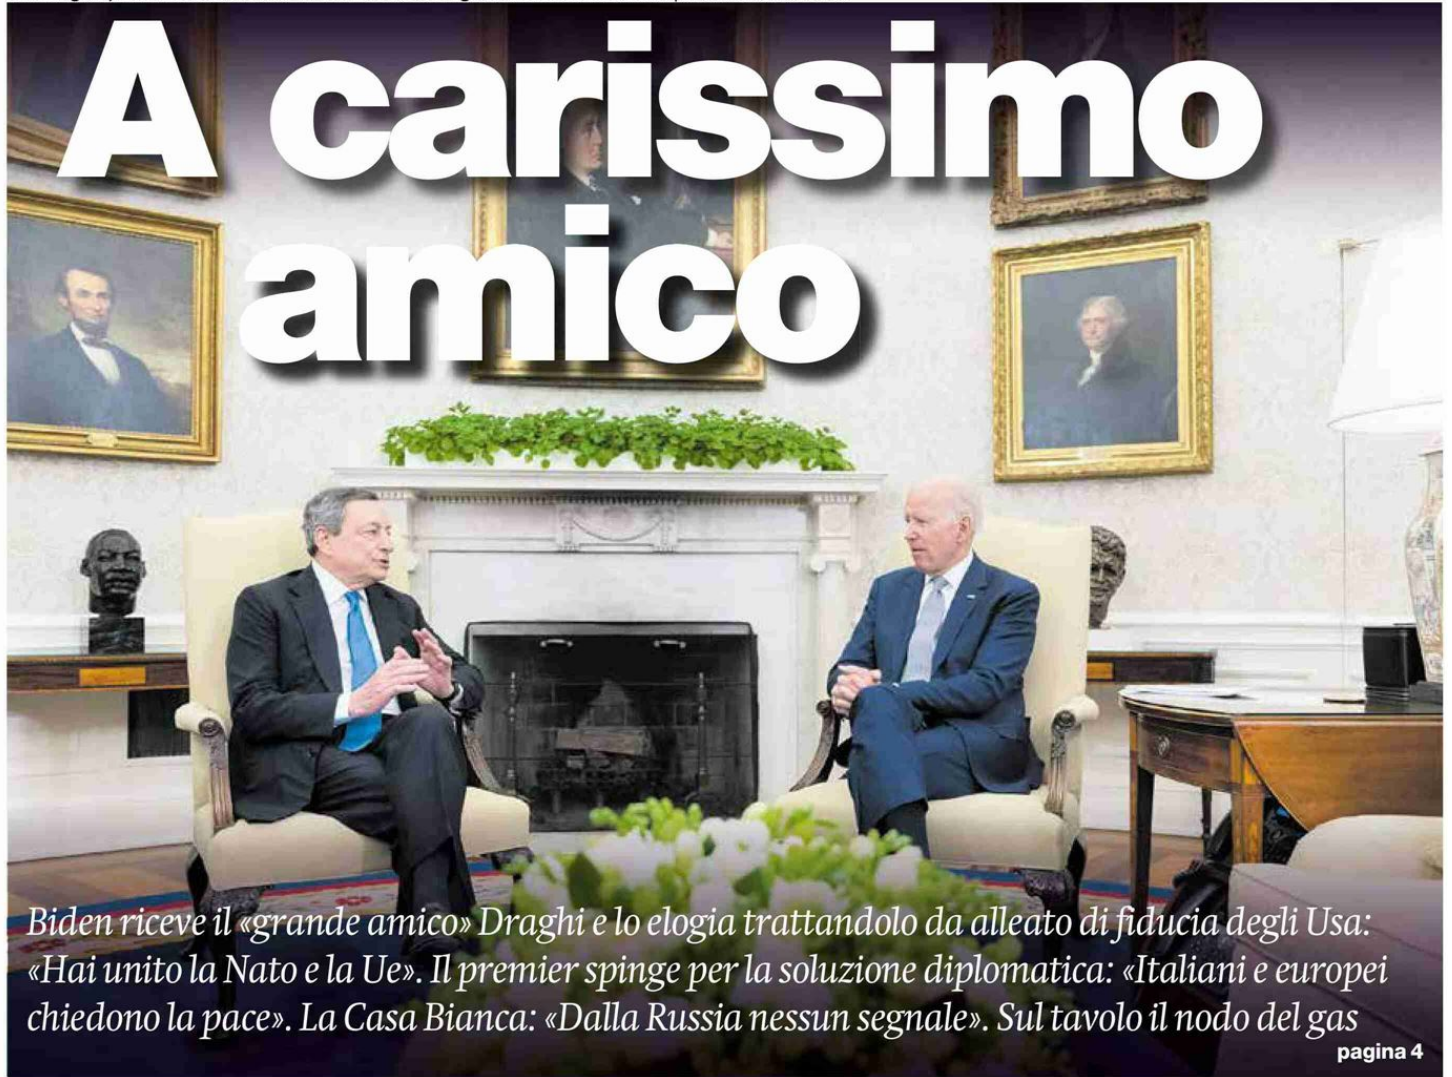 A carissimo
amico
Biden riceve il «grande amico» Draghi e lo elogia trattandolo da alleato di fiducia degli Usa:
«Hai unito la Nato e la Ue». Il premier spinge per la soluzione diplomatica: «Italiani e europei
chiedono la pace». La Casa Bianca: «Dalla Russia nessun segnale». Sul tavolo il nodo del gas
pagina 4